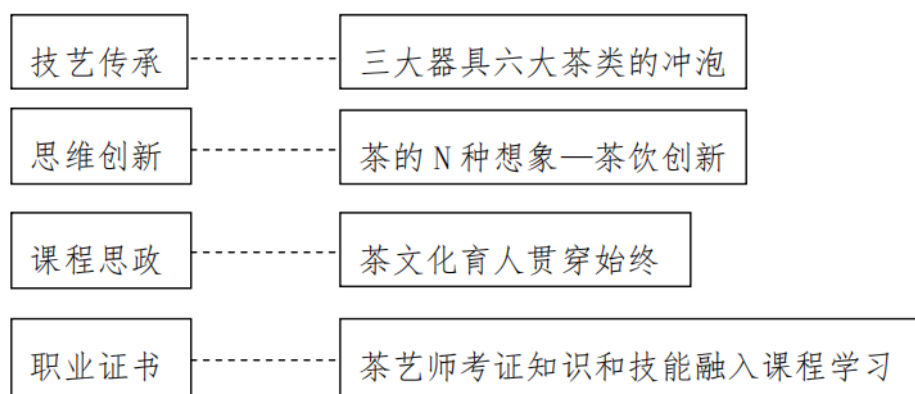 技艺传承 三大器具六大茶类的冲泡
思维创新 茶的 N 种想象—茶饮创新
课程思政 茶文化育人贯穿始终
职业证书 茶艺师考证知识和技能融入课程学习